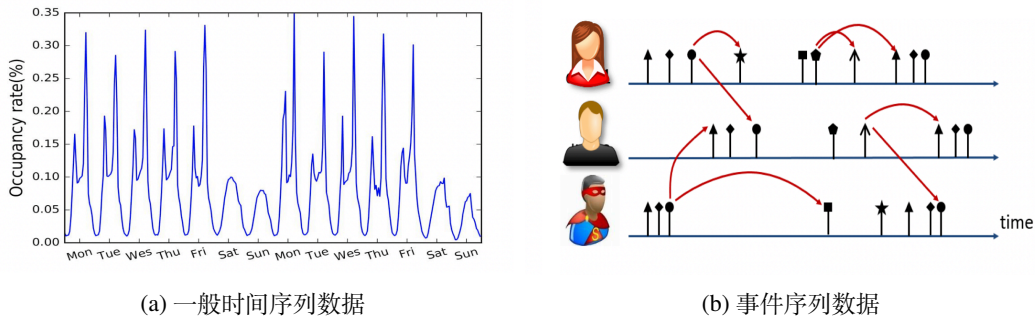 Occupancy rate(%)
0.35
0.30
0.25
0.20
0.15
0.10
0.05
0.00
Mon Tue Wed Thu Fri Sat Sun Mon Tue Wed Thu Fri Sat Sun
S
time
(a) 一般时间序列数据
(b) 事件序列数据